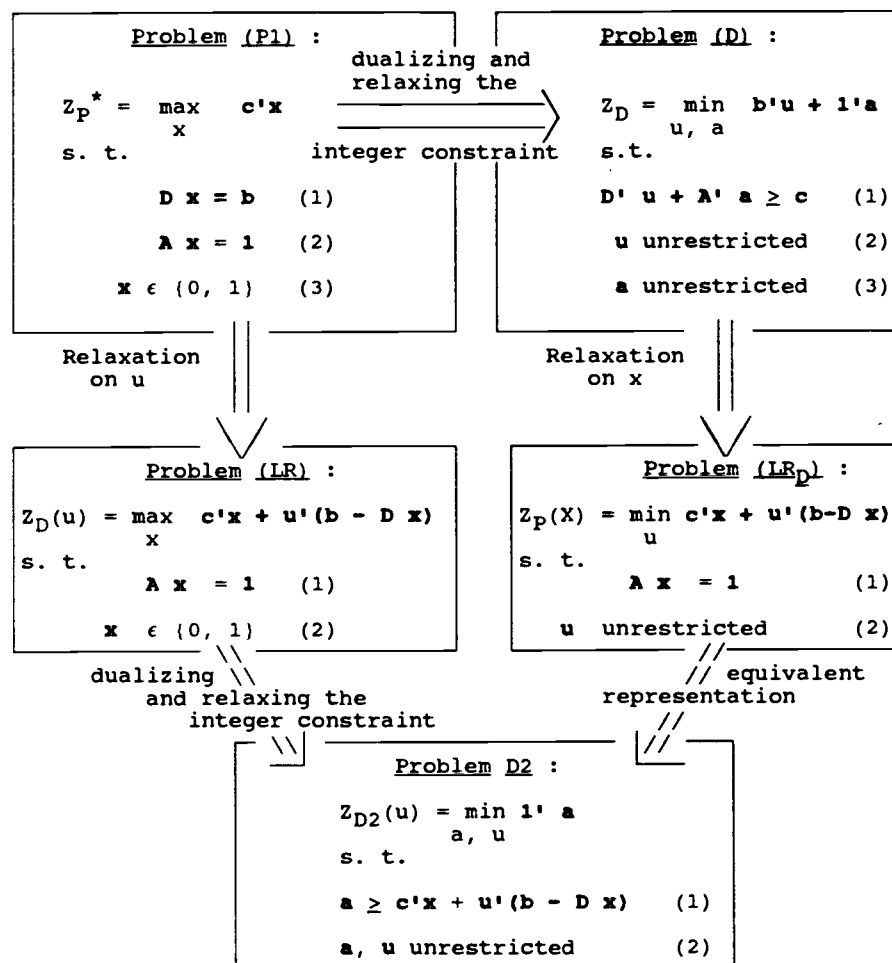 Problem (P1) :
Z_P* = max c'x
x
s. t.
D x = b (1)
A x = 1 (2)
x ϵ {0, 1} (3)
dualizing and
relaxing the
integer constraint
Problem (D) :
Z_D = min b'u + 1'a
u, a
s.t.
D' u + A' a ≥ c (1)
u unrestricted (2)
a unrestricted (3)
Relaxation
on u
Relaxation
on x
Problem (LR) :
Z_D(u) = max c'x + u'(b - D x)
x
s. t.
A x = 1 (1)
x ϵ {0, 1} (2)
Problem (LR_D) :
Z_P(X) = min c'x + u'(b-D x)
u
s. t.
A x = 1 (1)
u unrestricted (2)
dualizing
and relaxing the
integer constraint
equivalent
representation
Problem D2 :
Z_D2(u) = min 1' a
a, u
s. t.
a ≥ c'x + u'(b - D x) (1)
a, u unrestricted (2)